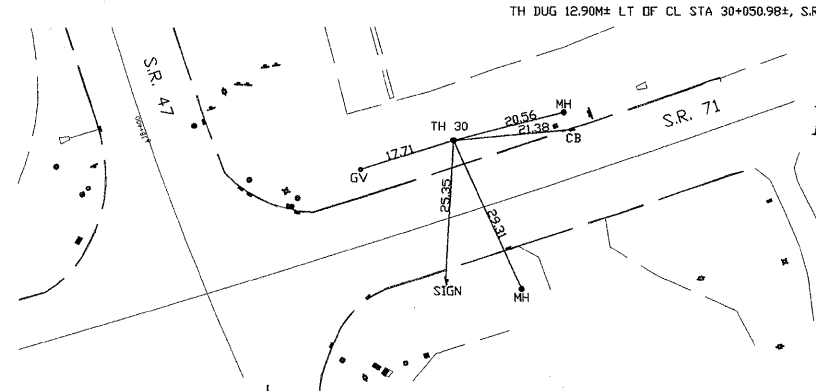 TH DUG 12.90M± LT OF CL STA 30+050.98±, S.R
S.R. 47
MH
20.56
TH 30
21.38
S.R. 71
CB
17.71
GV
25.35
29.31
SIGN
MH